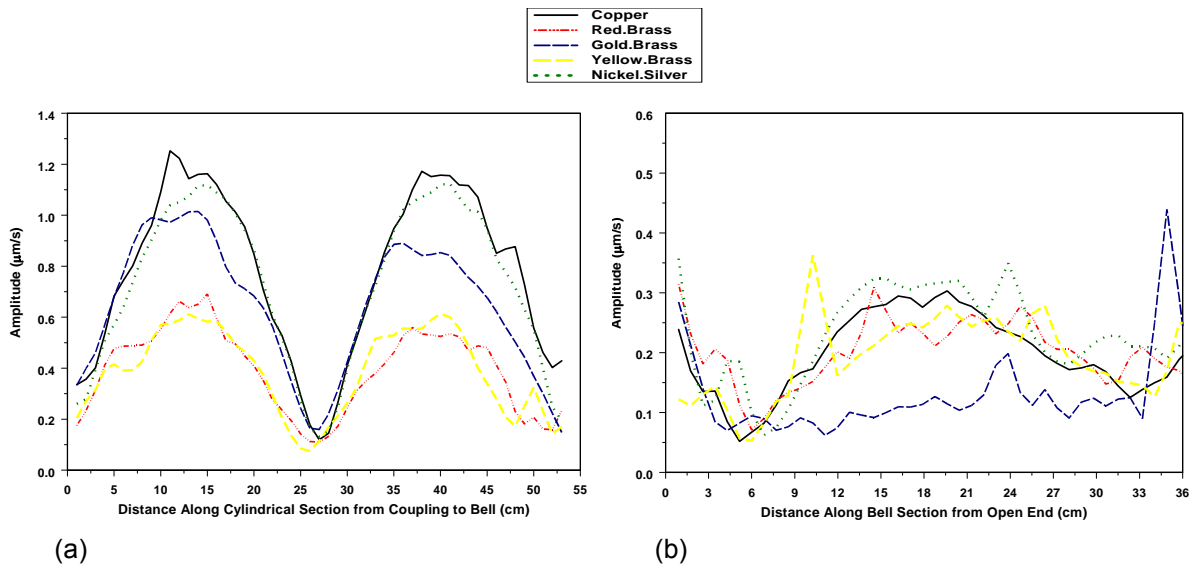 Copper
Red.Brass
Gold.Brass
Yellow.Brass
Nickel.Silver
Amplitude (µm/s)
1.4
1.2
1.0
0.8
0.6
0.4
0.2
0.0
0 5 10 15 20 25 30 35 40 45 50 55
Distance Along Cylindrical Section from Coupling to Bell (cm)
(a)
Amplitude (µm/s)
0.6
0.5
0.4
0.3
0.2
0.1
0.0
0 3 6 9 12 15 18 21 24 27 30 33 36
Distance Along Bell Section from Open End (cm)
(b)